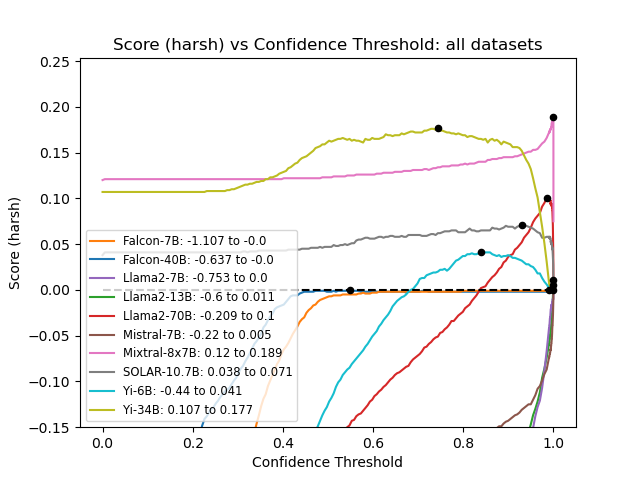 Score (harsh) vs Confidence Threshold: all datasets
Score (harsh)
0.25
0.20
0.15
0.10
0.05
0.00
−0.05
−0.10
−0.15
Falcon-7B: -1.107 to -0.0
Falcon-40B: -0.637 to -0.0
Llama2-7B: -0.753 to 0.0
Llama2-13B: -0.6 to 0.011
Llama2-70B: -0.209 to 0.1
Mistral-7B: -0.22 to 0.005
Mixtral-8x7B: 0.12 to 0.189
SOLAR-10.7B: 0.038 to 0.071
Yi-6B: -0.44 to 0.041
Yi-34B: 0.107 to 0.177
0.0 0.2 0.4 0.6 0.8 1.0
Confidence Threshold